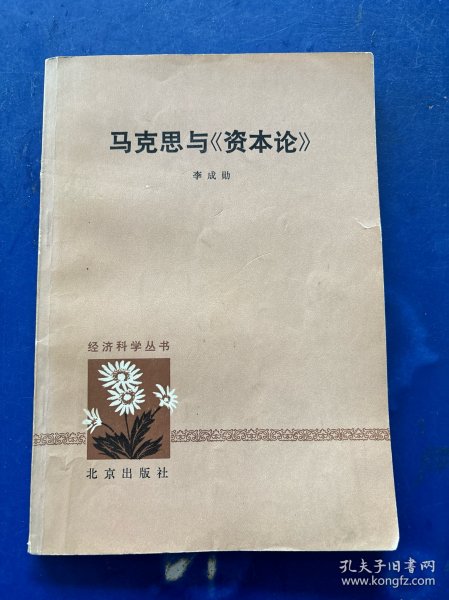 马克思与《资本论》
李成勋
经济科学丛书
北京出版社
孔夫子旧书网
www.kongfz.com